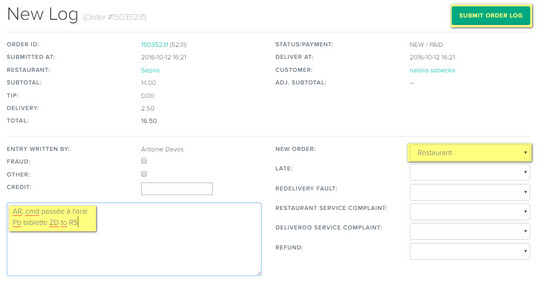 New Log (Order #15035231)
SUBMIT ORDER LOG
ORDER ID: 15035231 (5231)
STATUS/PAYMENT: NEW / PAID
SUBMITTED AT: 2016-10-12 16:21
DELIVER AT: 2016-10-12 16:21
RESTAURANT: Sepna
CUSTOMER: natalia sobecka
SUBTOTAL: 14.00
ADJ. SUBTOTAL: –
TIP: 0.00
DELIVERY: 2.50
TOTAL: 16.50
ENTRY WRITTEN BY: Antoine Devos
NEW ORDER: Restaurant
FRAUD:
LATE:
OTHER:
CREDIT:
REDELIVERY FAULT:
AR, cmd passée à l'oral
Pb tablette ZD to RS
RESTAURANT SERVICE COMPLAINT:
DELIVEROO SERVICE COMPLAINT:
REFUND: